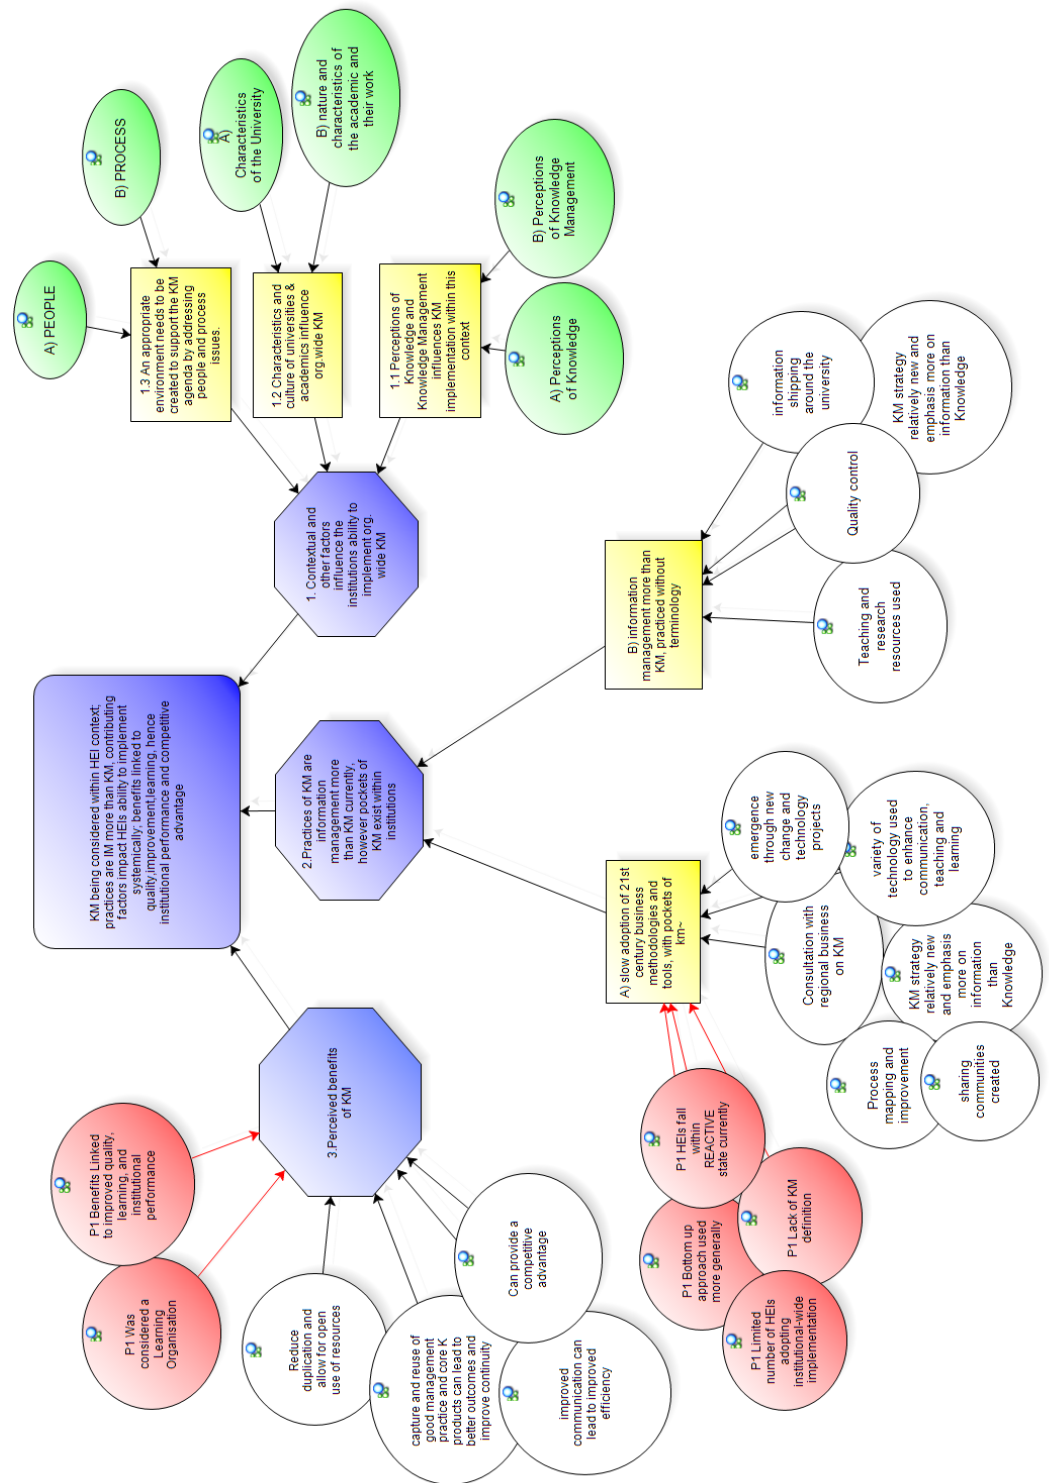 KM being considered within HEI context;
practices are IM more than KM, contributing
factors impact HEIs ability to implement
systemically; benefits linked to
quality,improvement,learning, hence
institutional performance and competitive
advantage
3.Perceived benefits
of KM
2.Practices of KM are
information
management more
than KM currently,
however pockets of
KM exist within
institutions
1. Contextual and
other factors
influence the
institutions ability to
implement org.
wide KM
P1 Was
considered a
Learning
Organisation
P1 Benefits Linked
to improved quality,
learning, and
institutional
performance
Reduce
duplication and
allow for open
use of resources
capture and reuse of
good management
practice and core K
products can lead to
better outcomes and
improve continuity
improved
communication can
lead to improved
efficiency
Can provide a
competitive
advantage
A) slow adoption of 21st
century business
methodologies and
tools, with pockets of
km~
P1 Bottom up
approach used
more generally
P1 HEIs fall
within
REACTIVE
state currently
P1 Limited
number of HEIs
adopting
institutional-wide
implementation
P1 Lack of KM
definition
Process
mapping and
improvement
sharing
communities
created
KM strategy
relatively new
and emphasis
more on
information
than
Knowledge
Consultation with
regional business
on KM
variety of
technology used
to enhance
communication,
teaching and
learning
emergence
through new
change and
technology
projects
B) information
management more than
KM, practiced without
terminology
Teaching and
research
resources used
Quality control
KM strategy
relatively new and
emphasis more on
information than
Knowledge
information
shipping
around the
university
1.3 An appropriate
environment needs to be
created to support the KM
agenda by addressing
people and process
issues.
1.2 Characteristics and
culture of universities &
academics influence
org.wide KM
1.1 Perceptions of
Knowledge and
Knowledge Management
influences KM
implementation within this
context
A) PEOPLE
B) PROCESS
A)
Characteristics
of the University
B) nature and
characteristics of
the academic and
their work
A) Perceptions
of Knowledge
B) Perceptions
of Knowledge
Management